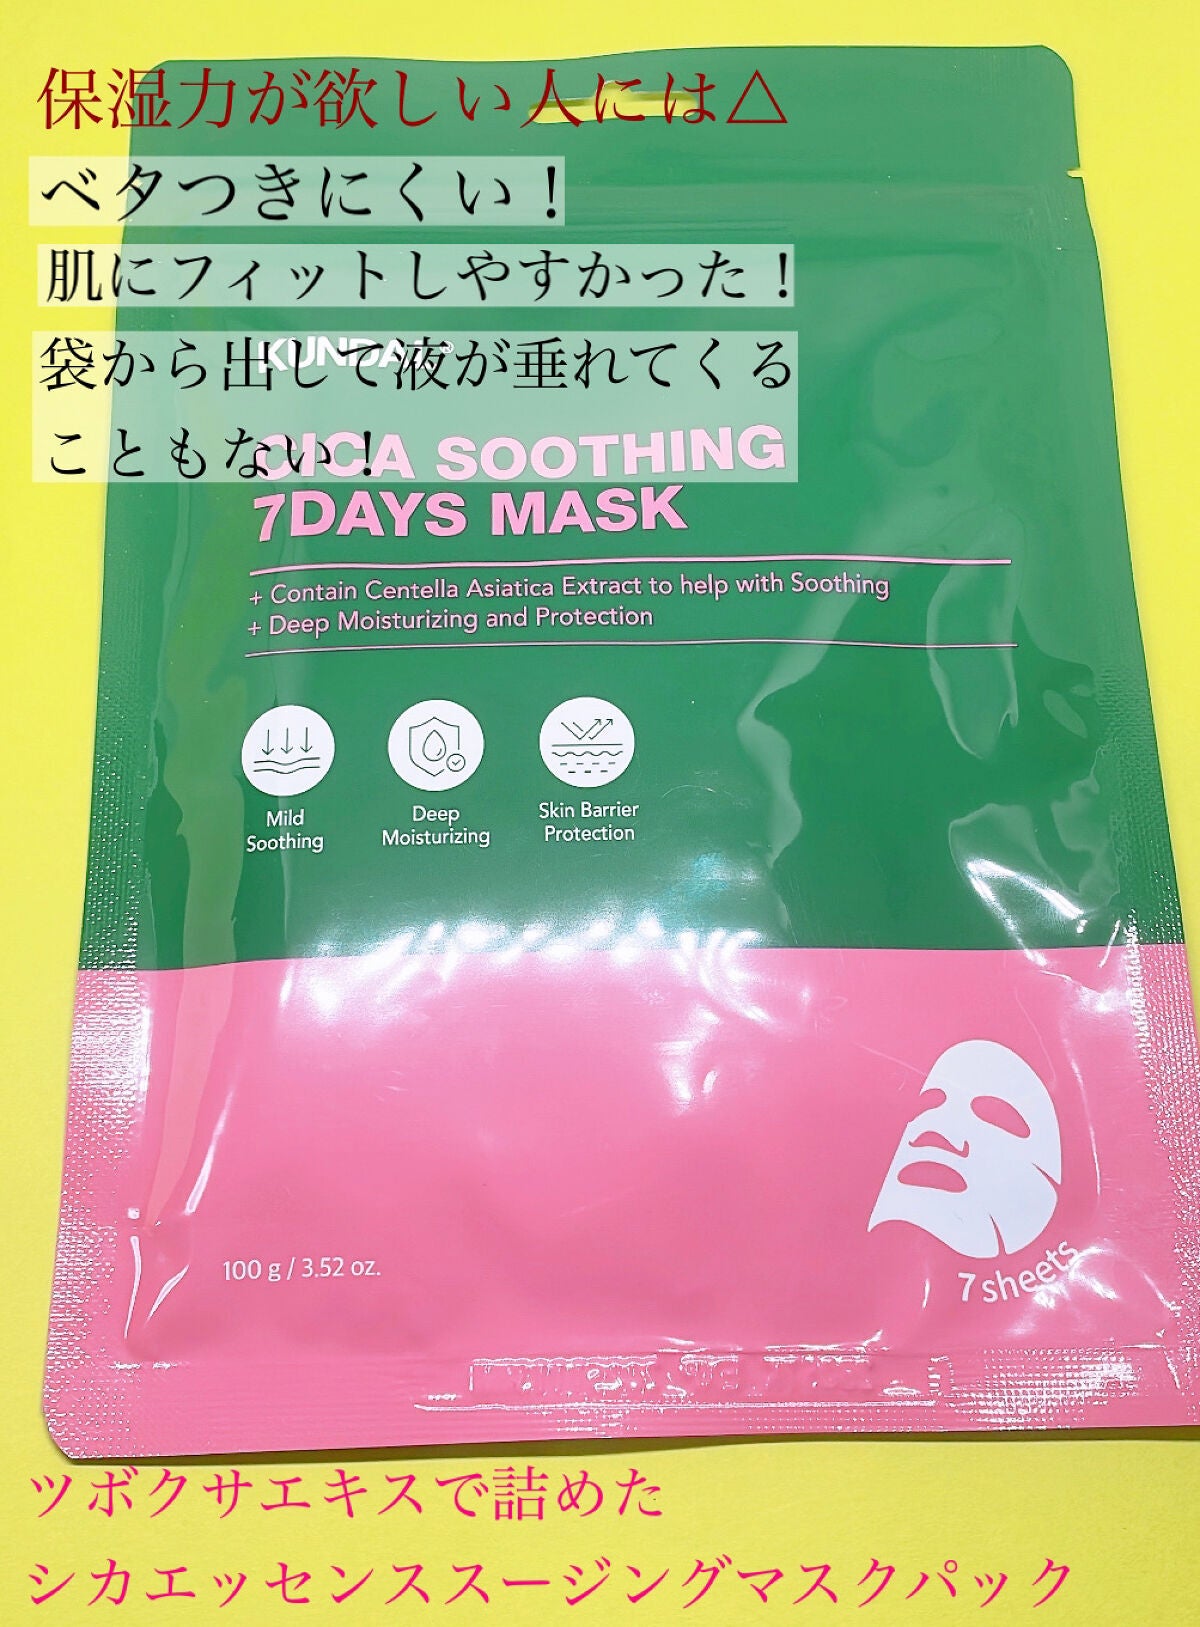 保湿力が欲しい人には△
ベタつきにくい！
肌にフィットしやすかった！
袋から出して液が垂れてくる
こともない！
KUNDAL®
CICA SOOTHING
7DAYS MASK
+ Contain Centella Asiatica Extract to help with Soothing
+ Deep Moisturizing and Protection
Mild
Soothing
Deep
Moisturizing
Skin Barrier
Protection
100 g / 3.52 oz.
7 sheets
ツボクサエキスで詰めた
シカエッセンススージングマスクパック